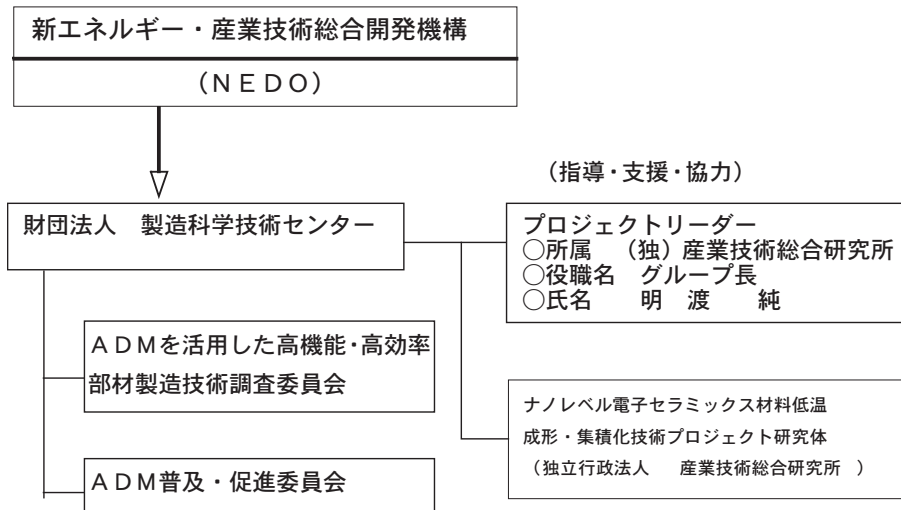 新エネルギー・産業技術総合開発機構
（ＮＥＤＯ）
（指導・支援・協力）
財団法人　製造科学技術センター
プロジェクトリーダー
○所属　（独）産業技術総合研究所
○役職名　グループ長
○氏名　　明　渡　　純
ＡＤＭを活用した高機能・高効率
部材製造技術調査委員会
ナノレベル電子セラミックス材料低温
成形・集積化技術プロジェクト研究体
（独立行政法人　　産業技術総合研究所　）
ＡＤＭ普及・促進委員会